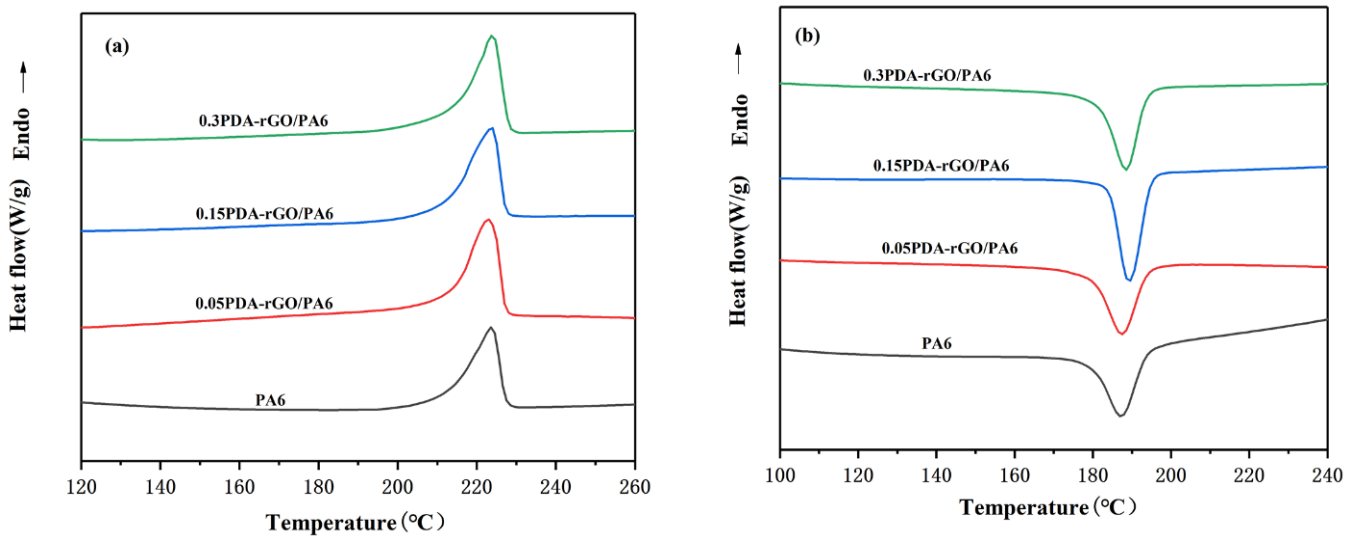 (a)
0.3PDA-rGO/PA6
0.15PDA-rGO/PA6
0.05PDA-rGO/PA6
PA6
Heat flow(W/g) Endo →
120 140 160 180 200 220 240 260
Temperature(℃)
(b)
0.3PDA-rGO/PA6
0.15PDA-rGO/PA6
0.05PDA-rGO/PA6
PA6
Heat flow(W/g) Endo →
100 120 140 160 180 200 220 240
Temperature(℃)